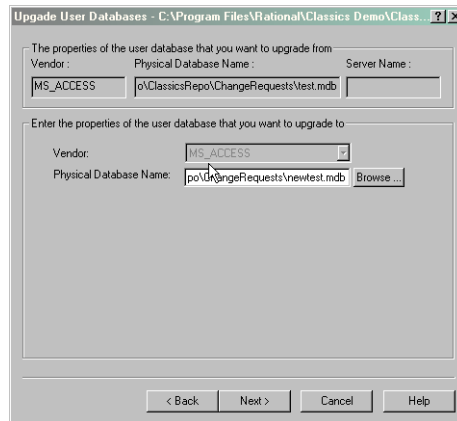 Upgade User Databases - C:\Program Files\Rational\Classics Demo\Class...
The properties of the user database that you want to upgrade from
Vendor : Physical Database Name : Server Name :
MS_ACCESS o\ClassicsRepo\ChangeRequests\test.mdb
Enter the properties of the user database that you want to upgrade to
Vendor: MS_ACCESS
Physical Database Name: po\ChangeRequests\newtest.mdb Browse ...
< Back Next > Cancel Help